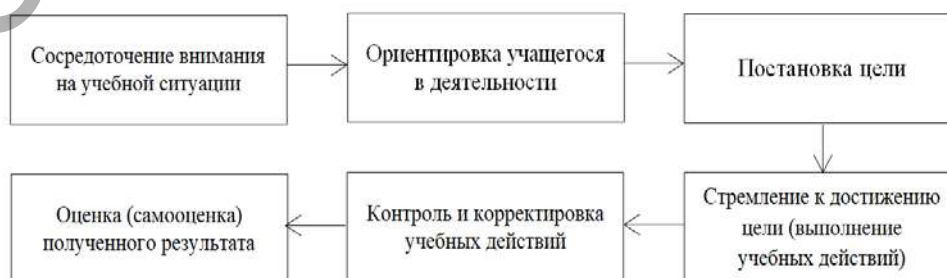 Сосредоточение внимания
на учебной ситуации
Ориентировка учащегося
в деятельности
Постановка цели
Стремление к достижению
цели (выполнение
учебных действий)
Контроль и корректировка
учебных действий
Оценка (самооценка)
полученного результата